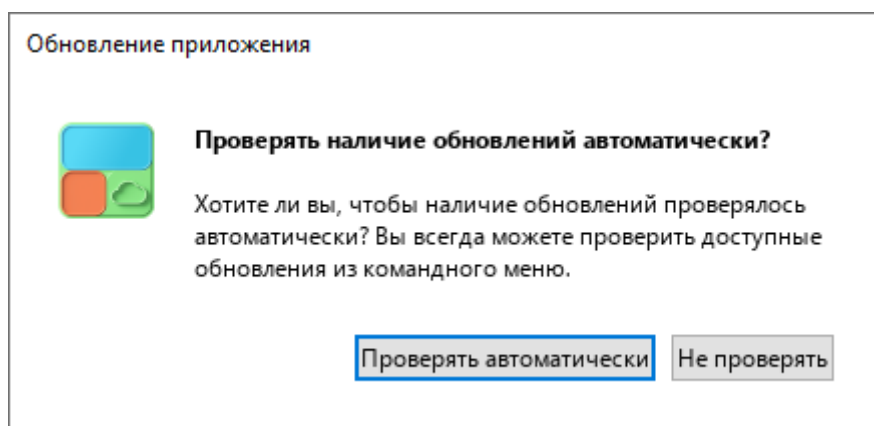 Обновление приложения
Проверять наличие обновлений автоматически?
Хотите ли вы, чтобы наличие обновлений проверялось
автоматически? Вы всегда можете проверить доступные
обновления из командного меню.
Проверять автоматически Не проверять